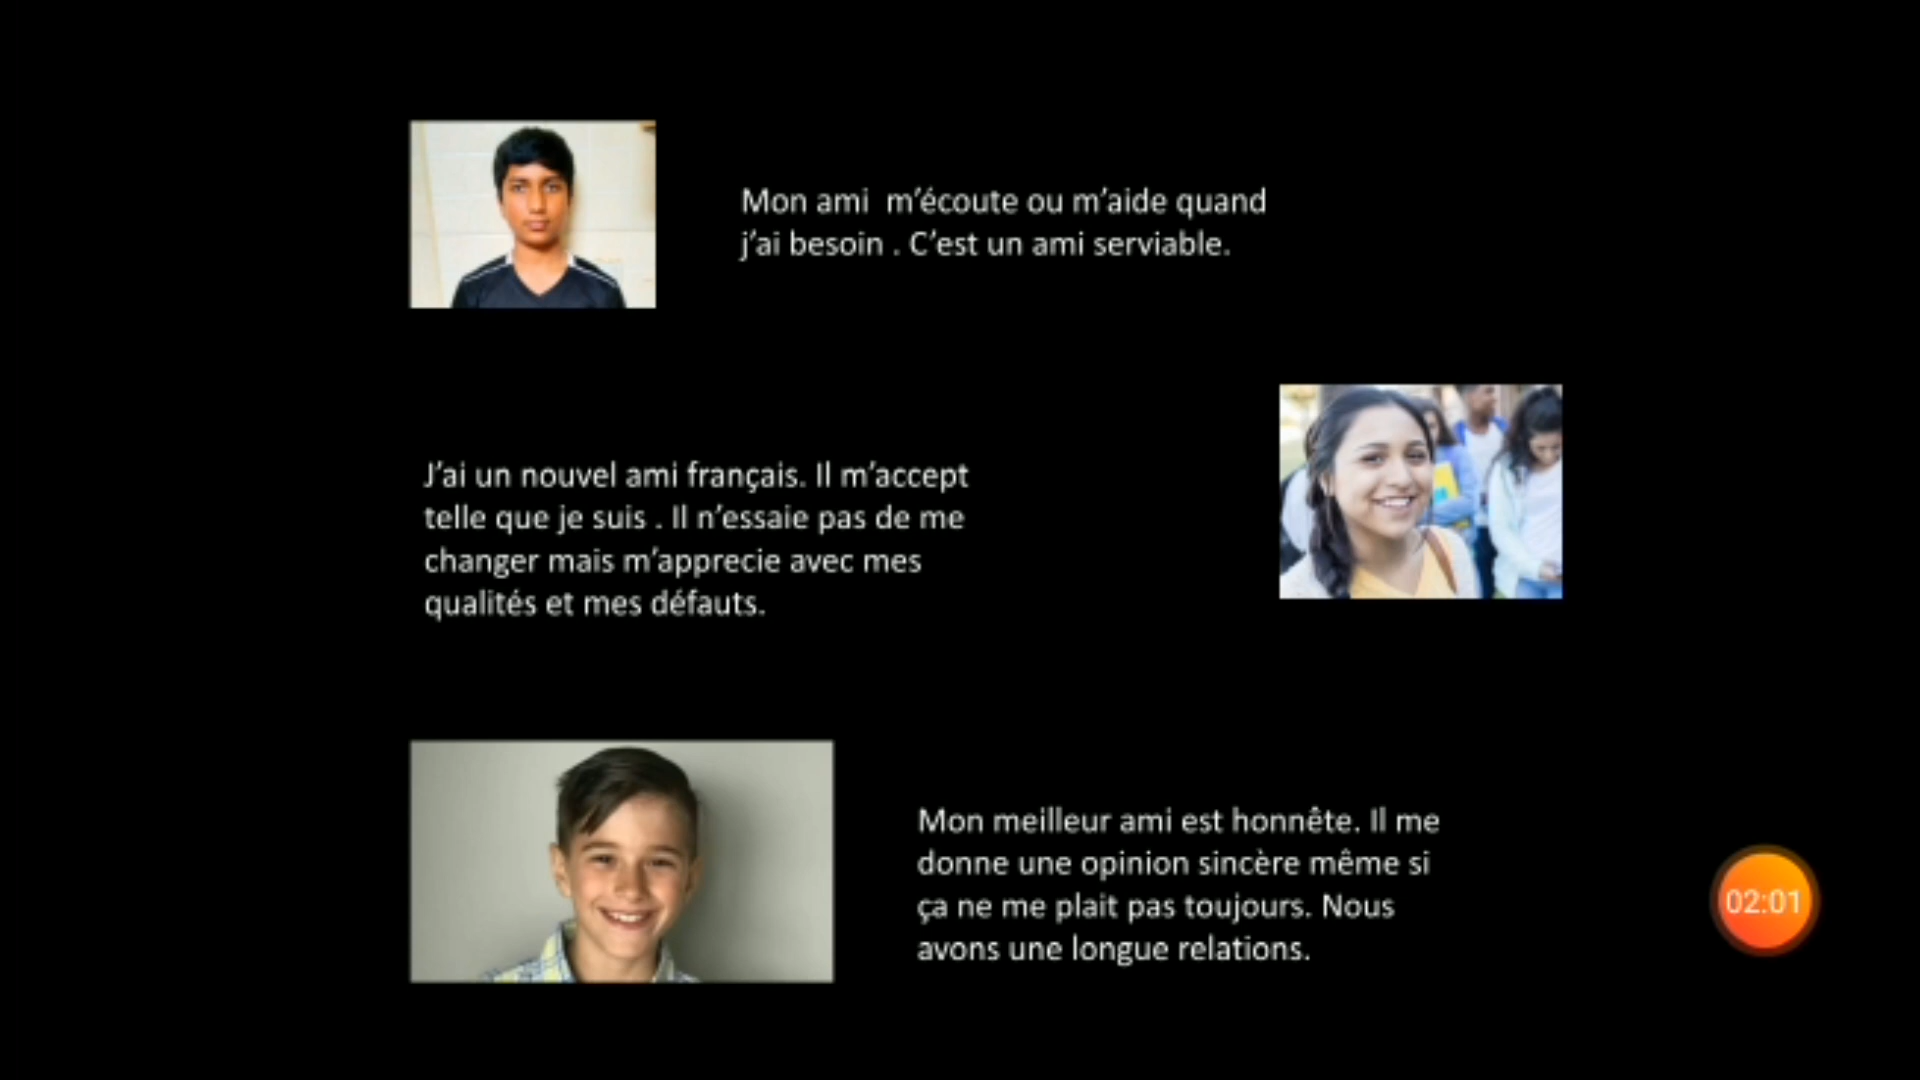 Mon ami m'écoute ou m'aide quand
j'ai besoin . C'est un ami serviable.
J'ai un nouvel ami français. Il m'accept
telle que je suis . Il n'essaie pas de me
changer mais m'apprecie avec mes
qualités et mes défauts.
Mon meilleur ami est honnête. Il me
donne une opinion sincère même si
ça ne me plait pas toujours. Nous
avons une longue relations.
02:01